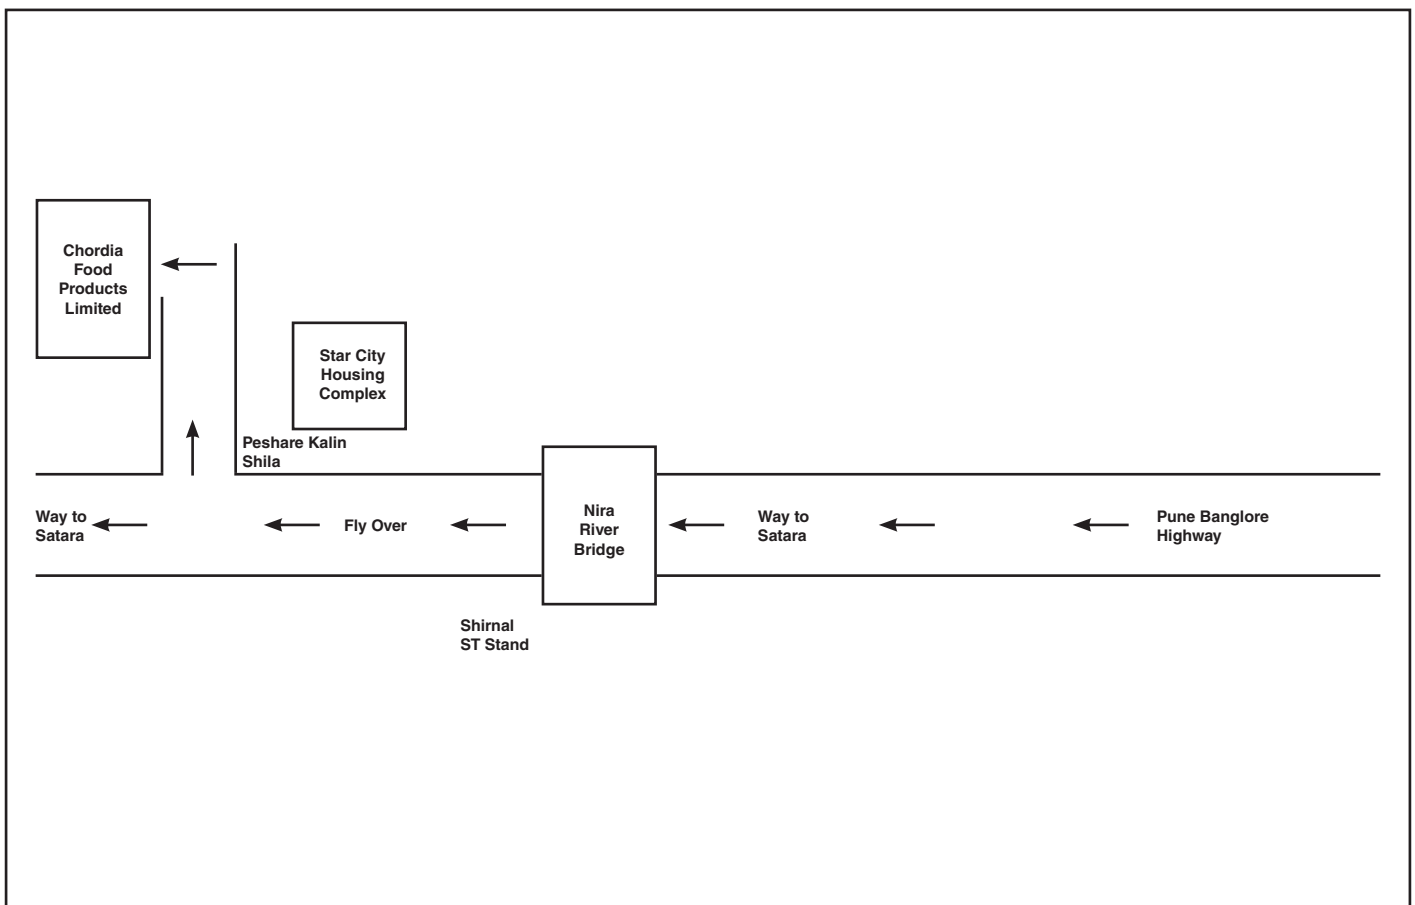 Chordia
Food
Products
Limited
Star City
Housing
Complex
Peshare Kalin
Shila
Way to
Satara
Fly Over
Nira
River
Bridge
Way to
Satara
Pune Banglore
Highway
Shirnal
ST Stand